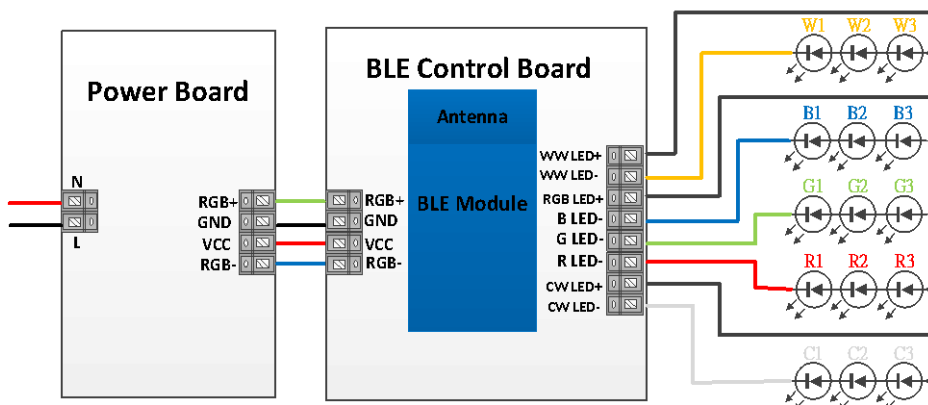 Power Board
N
L
RGB+
GND
VCC
RGB-
BLE Control Board
Antenna
BLE Module
RGB+
GND
VCC
RGB-
WW LED+
WW LED-
RGB LED+
B LED-
G LED-
R LED-
CW LED+
CW LED-
W1 W2 W3
B1 B2 B3
G1 G2 G3
R1 R2 R3
C1 C2 C3